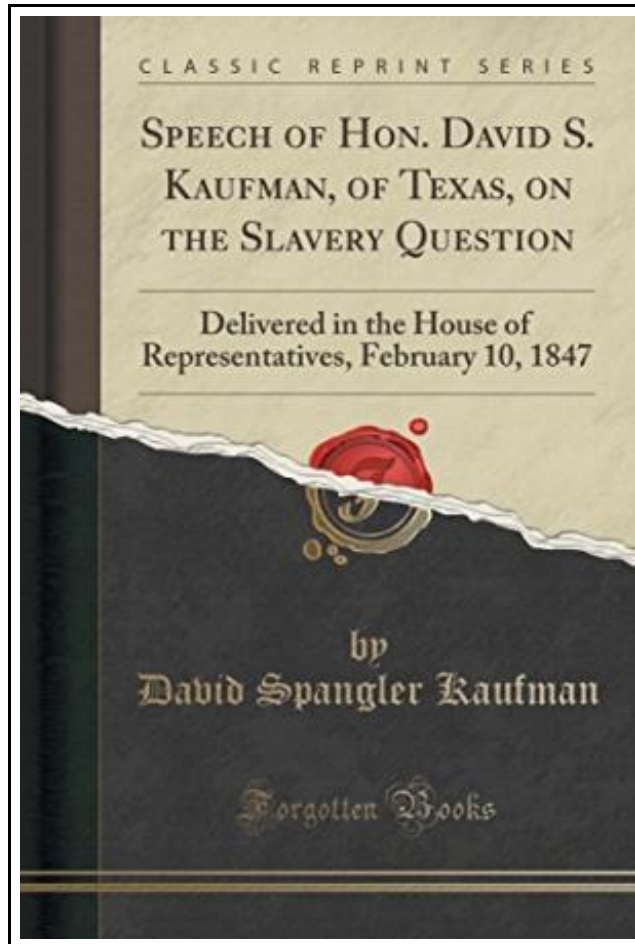 CLASSIC REPRINT SERIES
SPEECH OF HON. DAVID S.
KAUFMAN, OF TEXAS, ON
THE SLAVERY QUESTION
Delivered in the House of
Representatives, February 10, 1847
by
David Spangler Kaufman
Forgotten Books